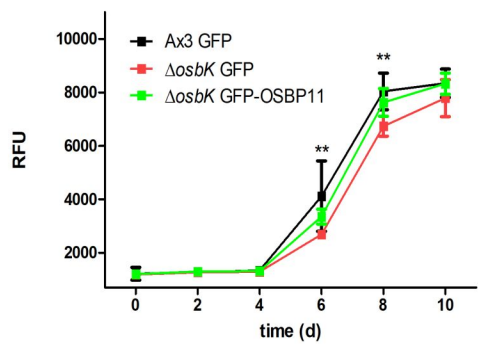 10000
8000
6000
4000
2000
RFU
Ax3 GFP
ΔosbK GFP
ΔosbK GFP-OSBP11
**
**
0 2 4 6 8 10
time (d)